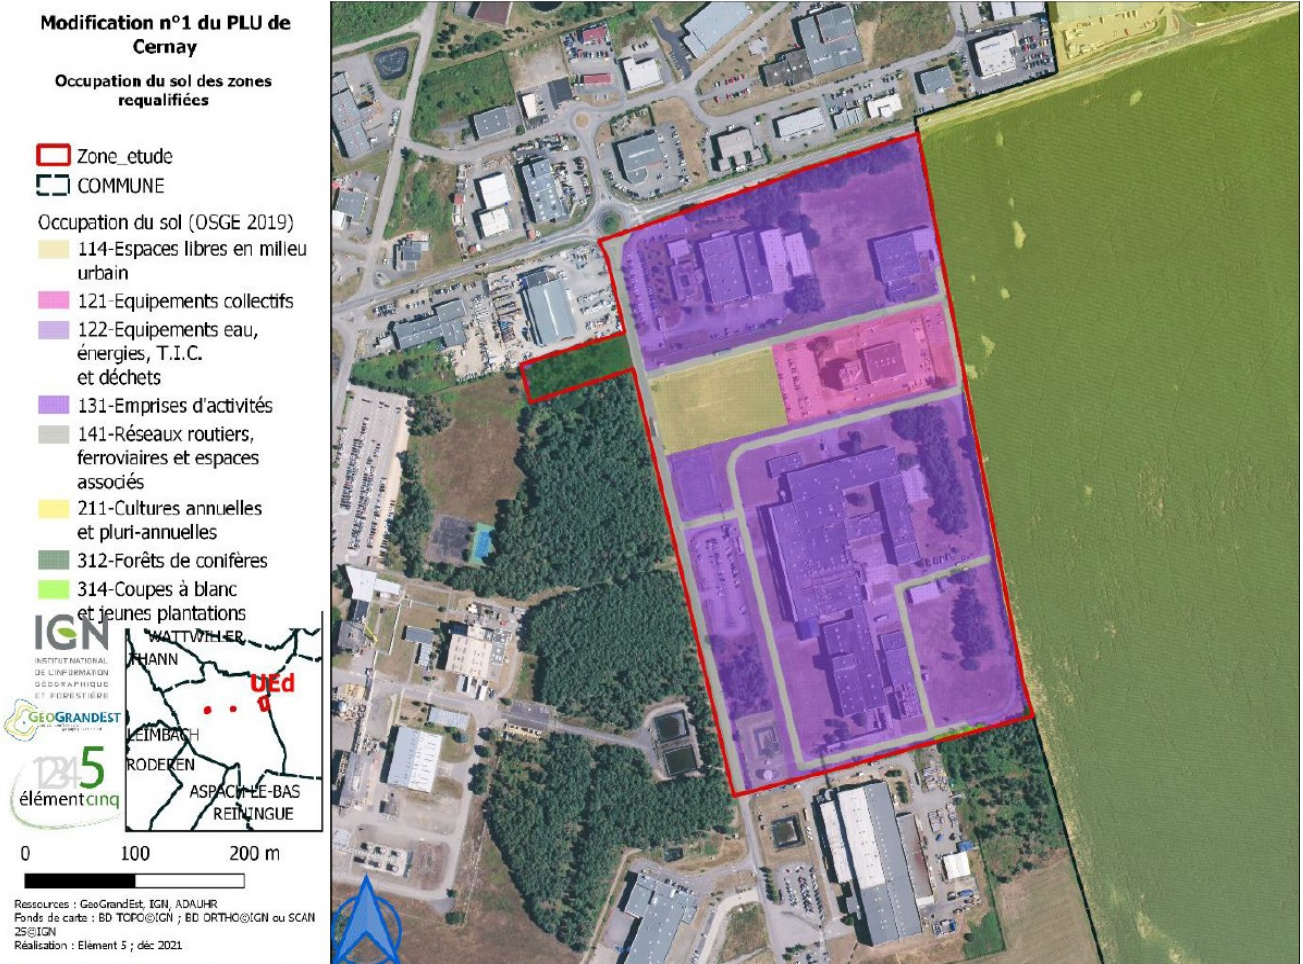 Modification n°1 du PLU de
Cernay
Occupation du sol des zones
requalifiées
Zone_etude
COMMUNE
Occupation du sol (OSGE 2019)
114-Espaces libres en milieu
urbain
121-Equipements collectifs
122-Equipements eau,
énergies, T.I.C.
et déchets
131-Emprises d'activités
141-Réseaux routiers,
ferroviaires et espaces
associés
211-Cultures annuelles
et pluri-annuelles
312-Forêts de conifères
314-Coupes à blanc
et jeunes plantations
IGN
INSTITUT NATIONAL
DE L'INFORMATION
GÉOGRAPHIQUE
ET FORESTIÈRE
GÉOGRANDEST
12345
élémentcinq
WATTWILLER
THANN
UEd
LEIMBACH
RODEREN
ASPACH-LE-BAS
REININGUE
0 100 200 m
Ressources : GeoGrandEst, IGN, ADAUHR
Fonds de carte : BD TOPO©IGN ; BD ORTHO©IGN ou SCAN
25©IGN
Réalisation : Elément 5 ; déc 2021